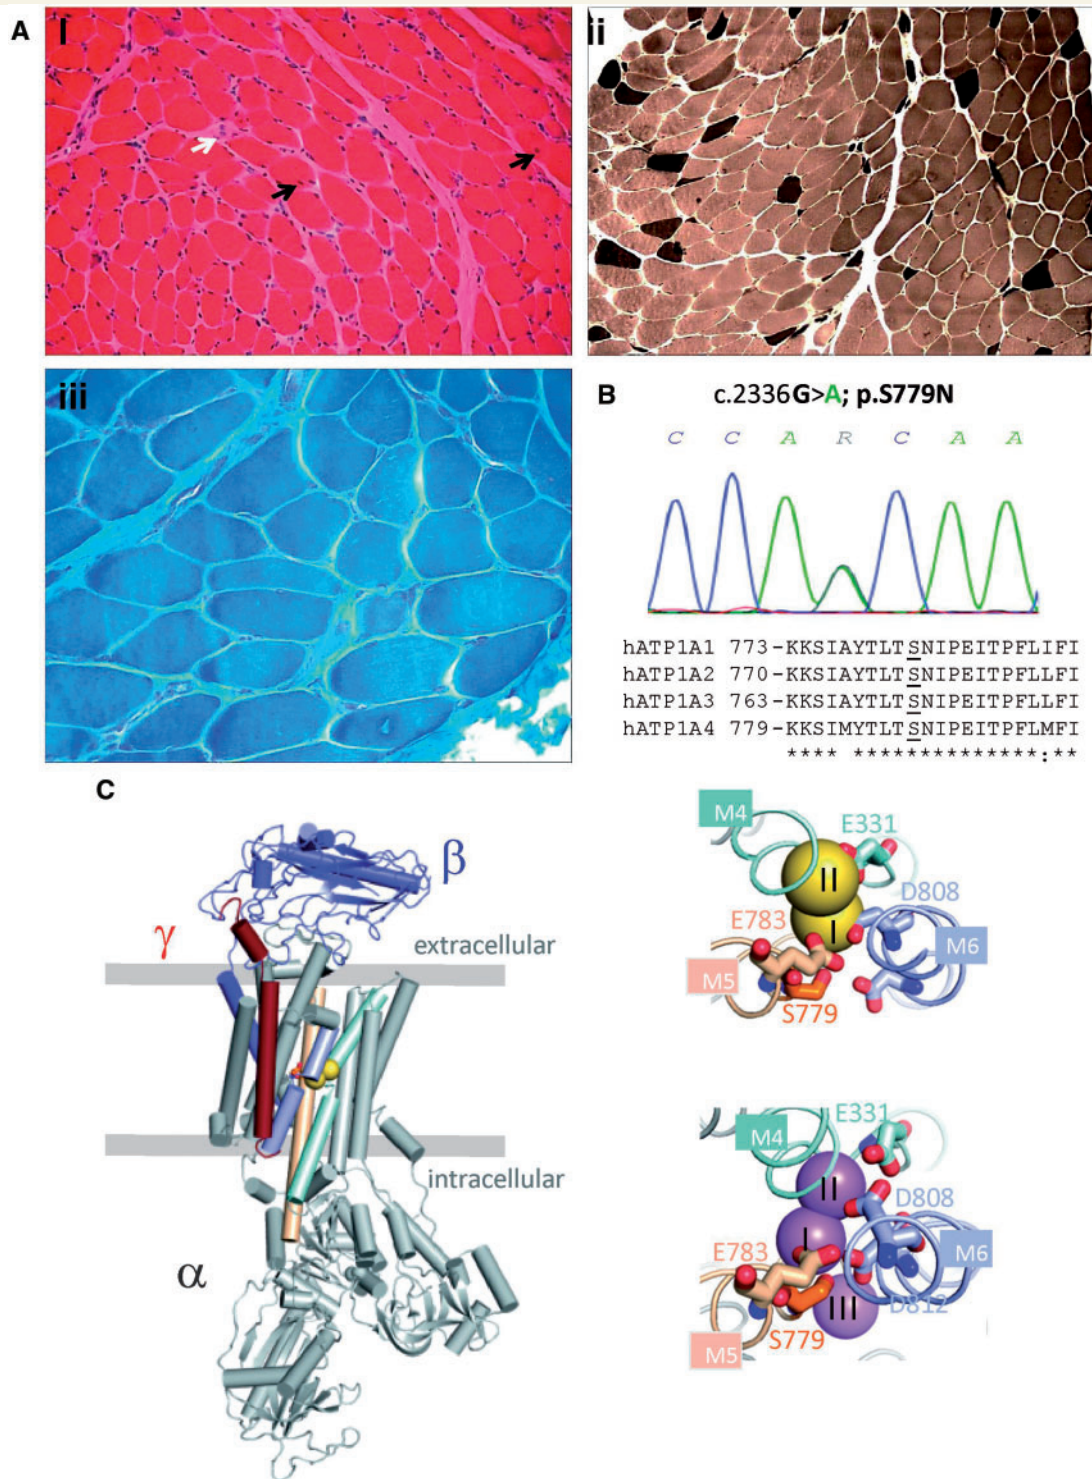 A
i
ii
iii
B
c.2336G>A; p.S779N
C C A R C A A
hATP1A1 773-KKSIAYTLTSNIPEITPFLIFI
hATP1A2 770-KKSIAYTLTSNIPEITPFLLFI
hATP1A3 763-KKSIAYTLTSNIPEITPFLLFI
hATP1A4 779-KKSIMYTLTSNIPEITPFLMFI
**** **************:**
C
β
γ
extracellular
intracellular
α
M4
E331
II
D808
E783
I
M6
M5
S779
E331
M4
II
D808
E783
I
M6
III
D812
S779
M5